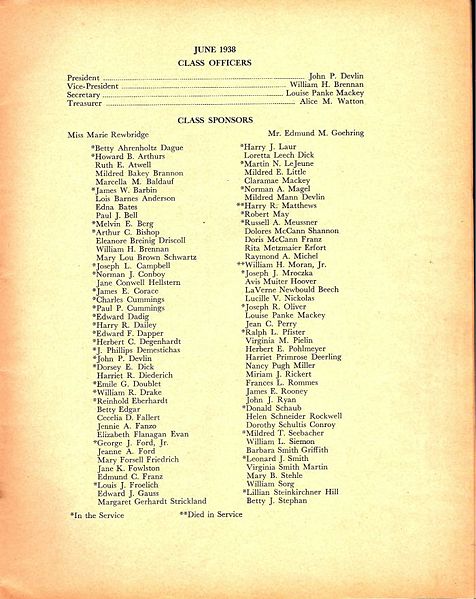 JUNE 1938
CLASS OFFICERS
President ........................................ John P. Devlin
Vice-President ........................................ William H. Brennan
Secretary ........................................ Louise Panke Mackey
Treasurer ........................................ Alice M. Watton
CLASS SPONSORS
Miss Marie Rewbridge Mr. Edmund M. Goehring
*Betty Ahrenholtz Dague
*Howard B. Arthurs
Ruth E. Atwell
Mildred Bakey Brannon
Marcella M. Baldauf
*James W. Barbin
Lois Barnes Anderson
Edna Bates
Paul J. Bell
*Melvin E. Berg
*Arthur C. Bishop
Eleanore Breinig Driscoll
William H. Brennan
Mary Lou Brown Schwartz
*Joseph L. Campbell
*Norman J. Conboy
Jane Conwell Hellstern
*James E. Corace
*Charles Cummings
*Paul P. Cummings
*Edward Dadig
*Harry R. Dailey
*Edward F. Dapper
*Herbert C. Degenhardt
*J. Phillips Demestichas
*John P. Devlin
*Dorsey E. Dick
Harriet R. Diederich
*Emile G. Doublet
*William R. Drake
*Reinhold Eberhardt
Betty Edgar
Cecelia D. Fallert
Jennie A. Fanzo
Elizabeth Flanagan Evan
*George J. Ford, Jr.
Jeanne A. Ford
Mary Forsell Friedrich
Jane K. Fowlston
Edmund C. Franz
*Louis J. Froelich
Edward J. Gauss
Margaret Gerhardt Strickland
*Harry J. Laur
Loretta Leech Dick
*Martin N. LeJeune
Mildred E. Little
Claramae Mackey
*Norman A. Magel
Mildred Mann Devlin
**Harry R. Matthews
*Robert May
*Russell A. Meussner
Dolores McCann Shannon
Doris McCann Franz
Rita Metzmaier Erfort
Raymond A. Michel
**William H. Moran, Jr.
*Joseph J. Mroczka
Avis Muiter Hoover
LaVerne Newbould Beech
Lucille V. Nickolas
*Joseph R. Oliver
Louise Panke Mackey
Jean C. Perry
*Ralph L. Pfister
Virginia M. Pielin
Herbert E. Pohlmeyer
Harriet Primrose Deerling
Nancy Pugh Miller
Miriam J. Rickert
Frances L. Rommes
James E. Rooney
John J. Ryan
*Donald Schaub
Helen Schneider Rockwell
Dorothy Schultis Conroy
*Mildred T. Seebacher
William L. Siemon
Barbara Smith Griffith
*Leonard J. Smith
Virginia Smith Martin
Mary B. Stehle
William Sorg
*Lillian Steinkirchner Hill
Betty J. Stephan
*In the Service **Died in Service